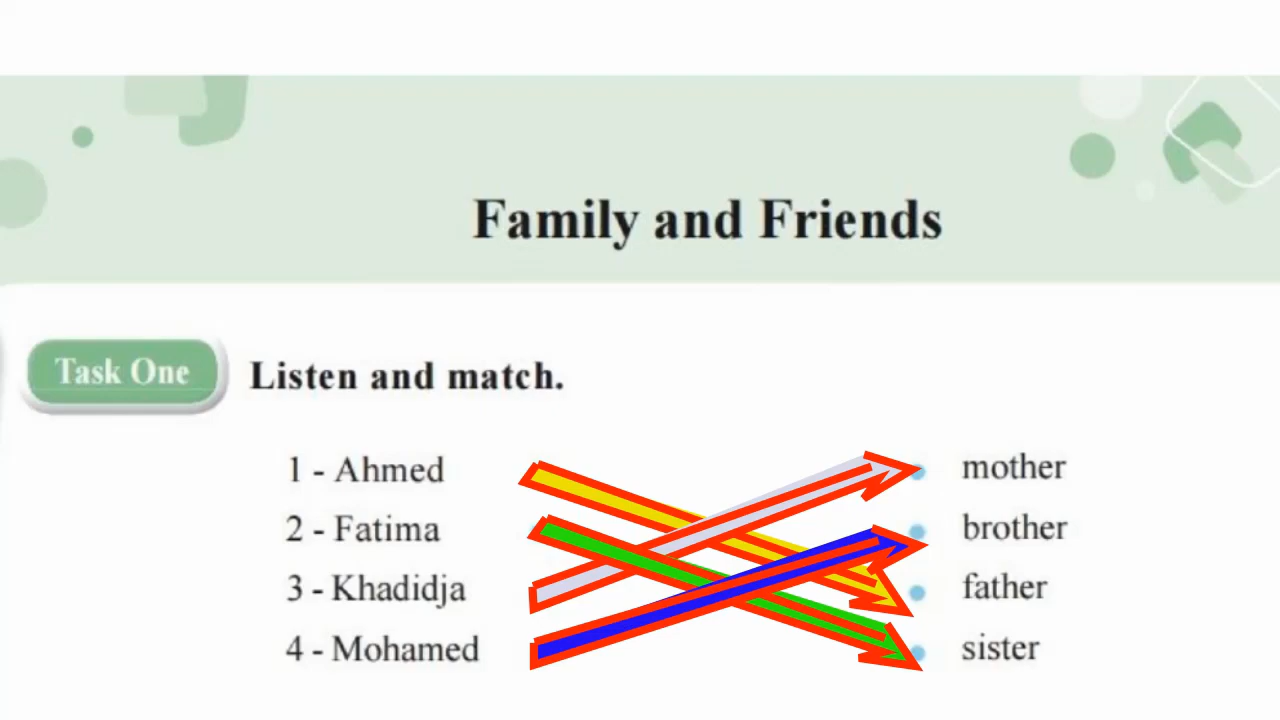 Family and Friends
Task One Listen and match.
1 - Ahmed mother
2 - Fatima brother
3 - Khadidja father
4 - Mohamed sister